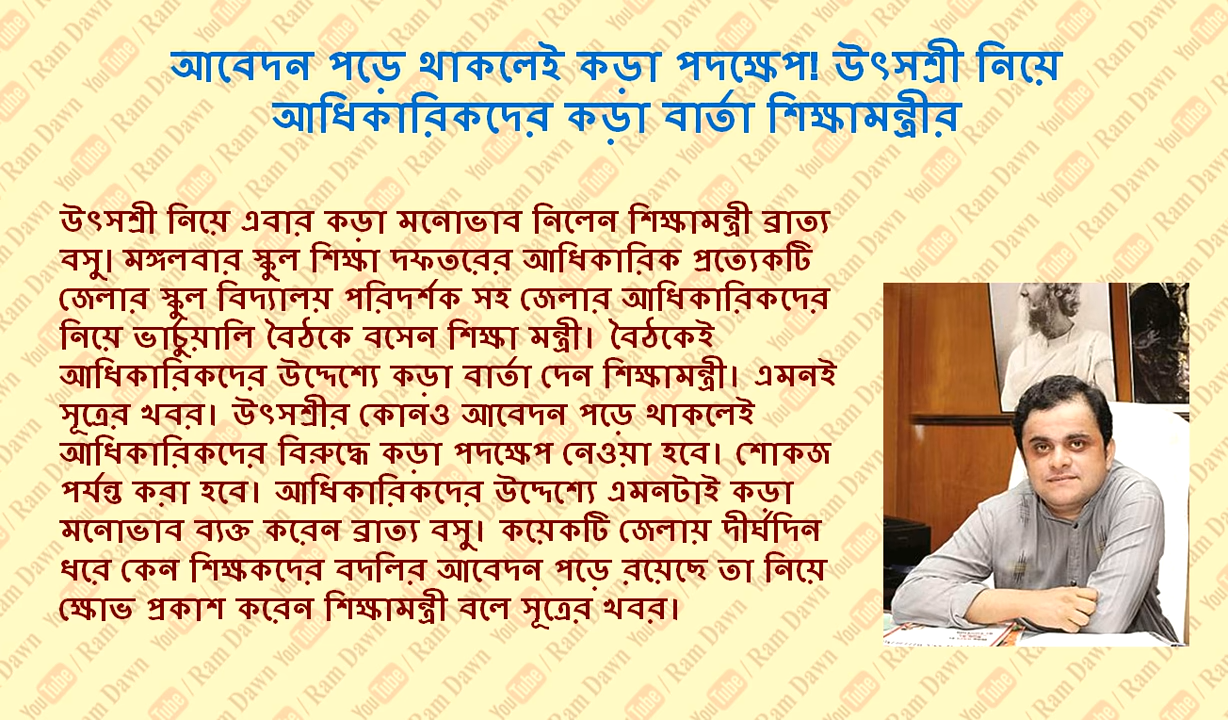 আবেদন পড়ে থাকলেই কড়া পদক্ষেপ! উৎসশ্রী নিয়ে
আধিকারিকদের কড়া বার্তা শিক্ষামন্ত্রীর
উৎসশ্রী নিয়ে এবার কড়া মনোভাব নিলেন শিক্ষামন্ত্রী ব্রাত্য
বসু। মঙ্গলবার স্কুল শিক্ষা দফতরের আধিকারিক প্রত্যেকটি
জেলার স্কুল বিদ্যালয় পরিদর্শক সহ জেলার আধিকারিকদের
নিয়ে ভার্চুয়ালি বৈঠকে বসেন শিক্ষা মন্ত্রী। বৈঠকেই
আধিকারিকদের উদ্দেশ্যে কড়া বার্তা দেন শিক্ষামন্ত্রী। এমনই
সূত্রের খবর। উৎসশ্রীর কোনও আবেদন পড়ে থাকলেই
আধিকারিকদের বিরুদ্ধে কড়া পদক্ষেপ নেওয়া হবে। শোকজ
পর্যন্ত করা হবে। আধিকারিকদের উদ্দেশ্যে এমনটাই কড়া
মনোভাব ব্যক্ত করেন ব্রাত্য বসু। কয়েকটি জেলায় দীর্ঘদিন
ধরে কেন শিক্ষকদের বদলির আবেদন পড়ে রয়েছে তা নিয়ে
ক্ষোভ প্রকাশ করেন শিক্ষামন্ত্রী বলে সূত্রের খবর।
YouTube / Ram Dawn